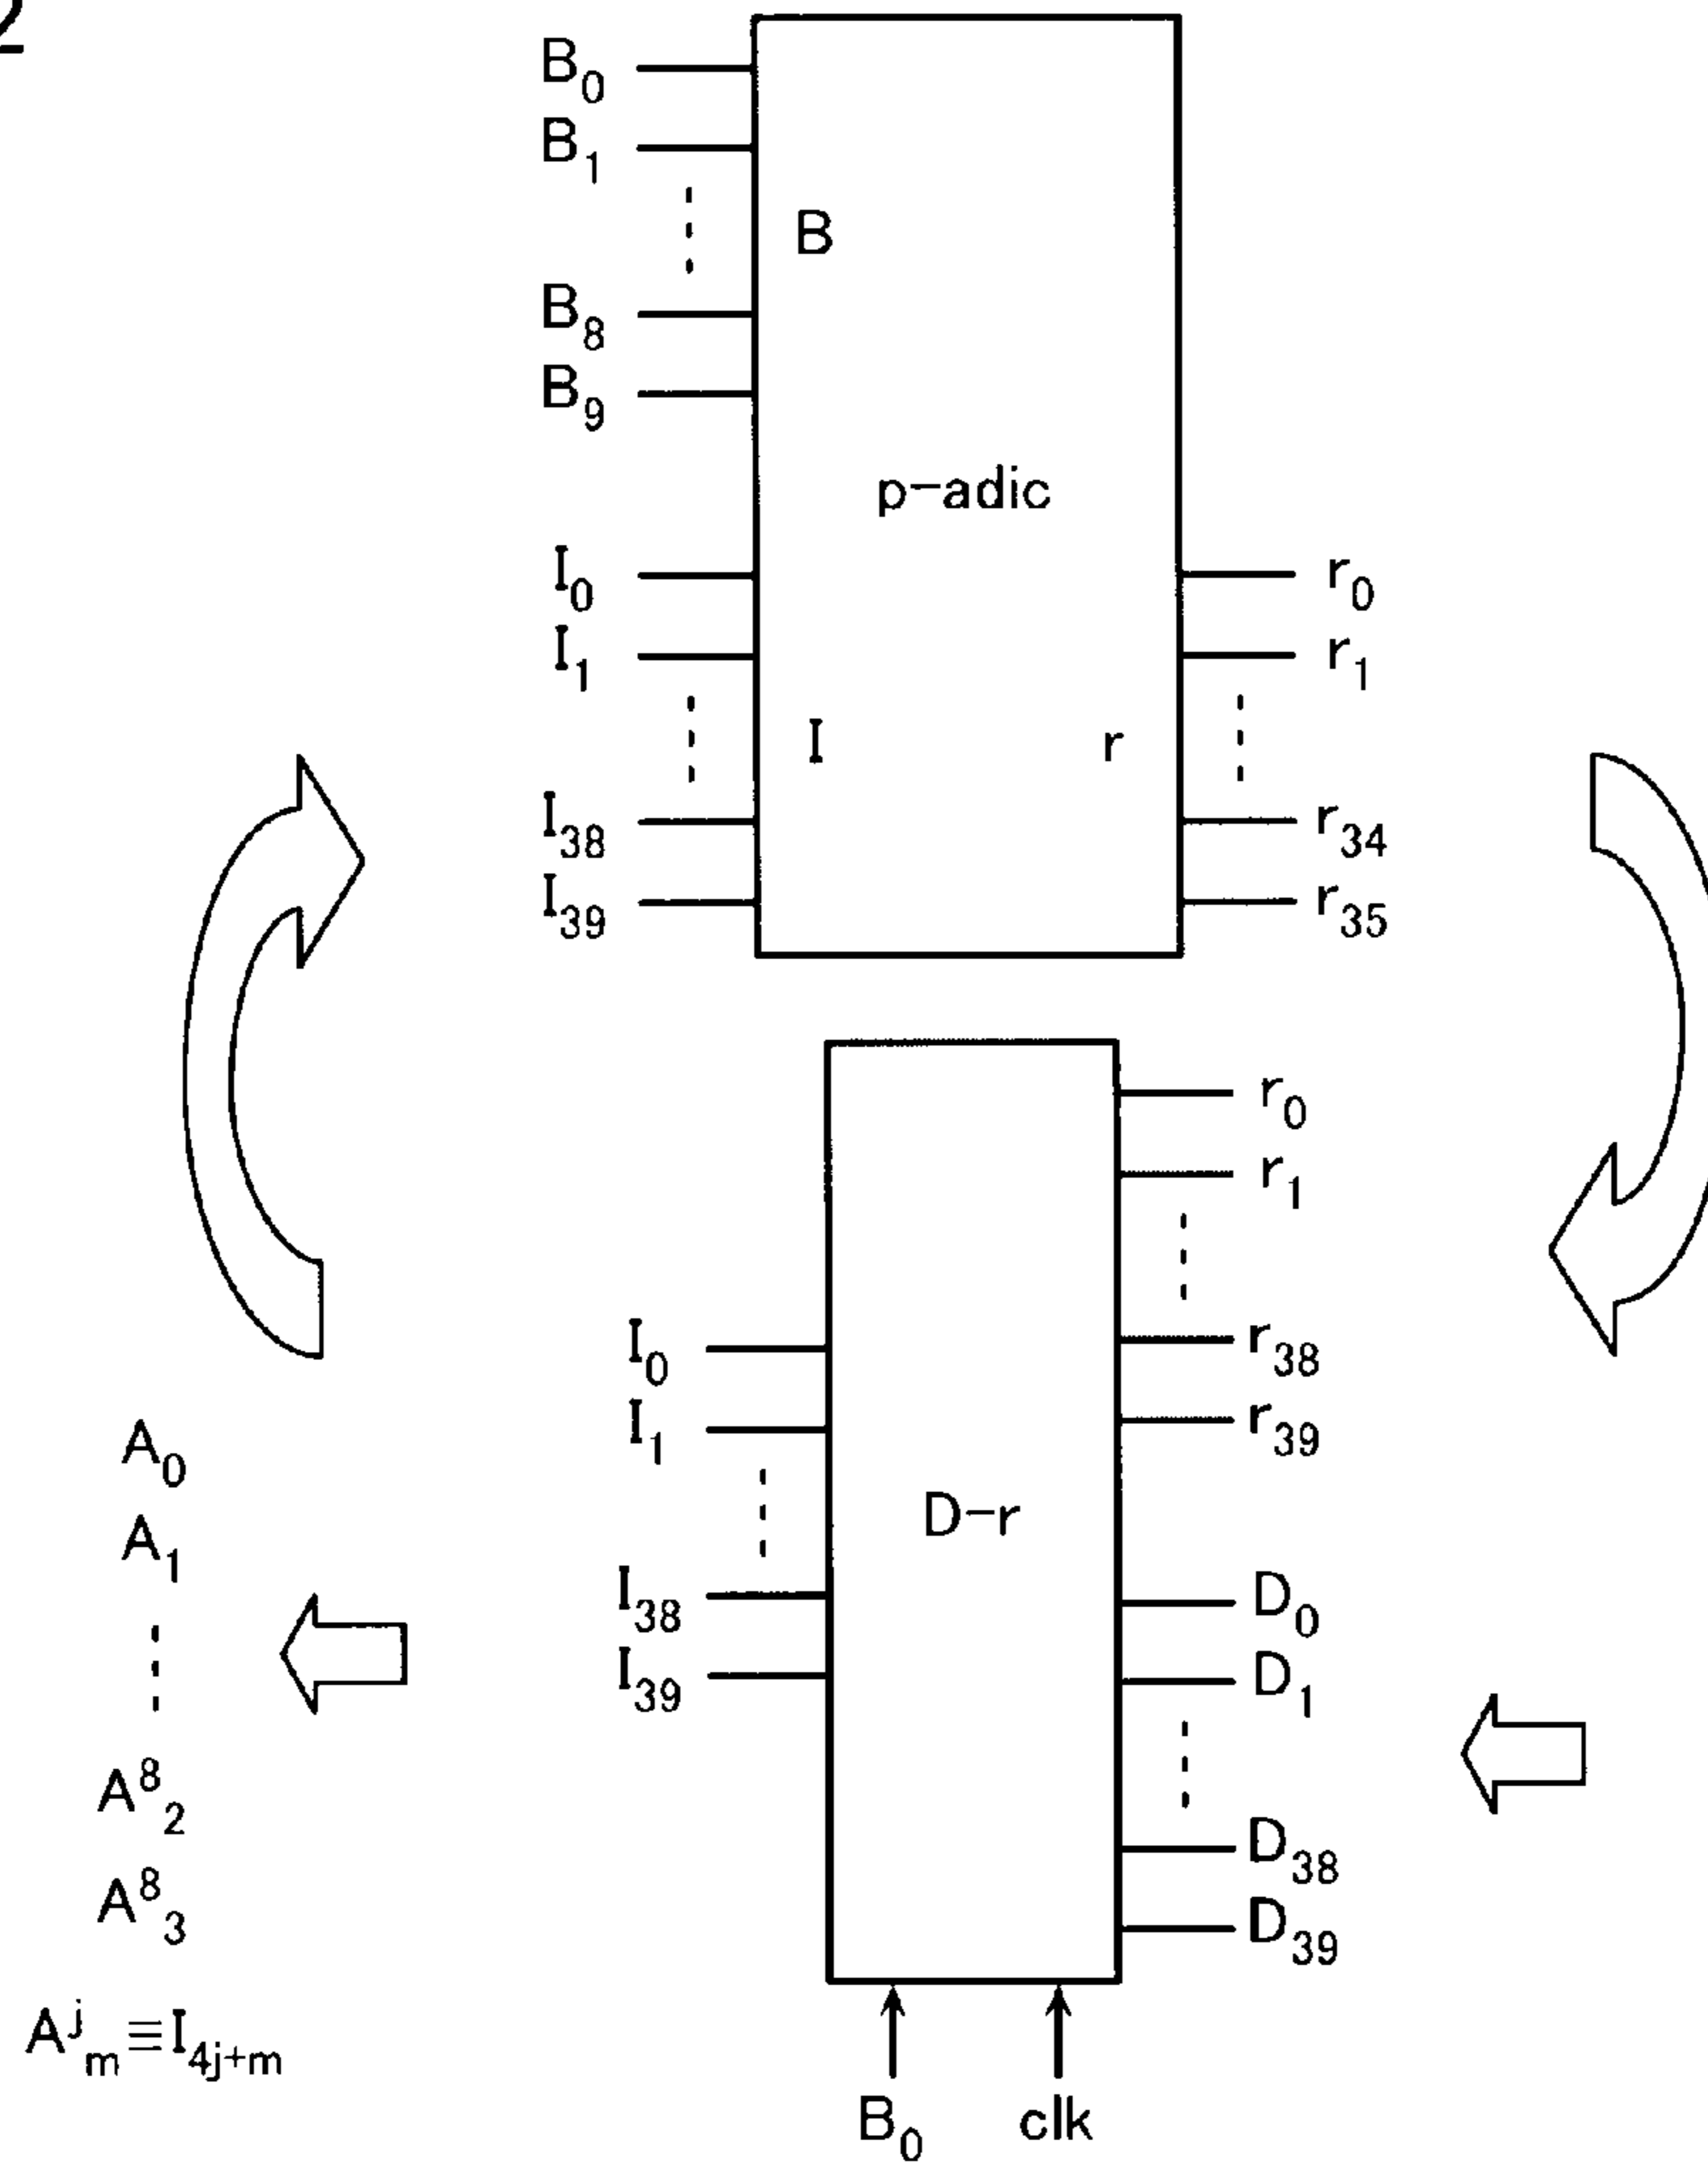 2
B0
B1
B
B8
B9
p-adic
I0
r0
I1
r1
I
r
I38
r34
I39
r35
r0
r1
I0
r38
I1
r39
A0
A1
D-r
I38
D0
I39
D1
A82
A83
D38
D39
Ajm≡I4j+m
B0
clk